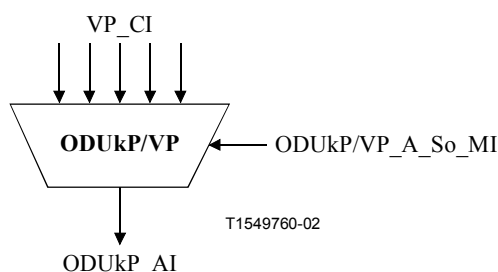 VP_CI
ODUkP/VP
ODUkP/VP_A_So_MI
T1549760-02
ODUkP_AI